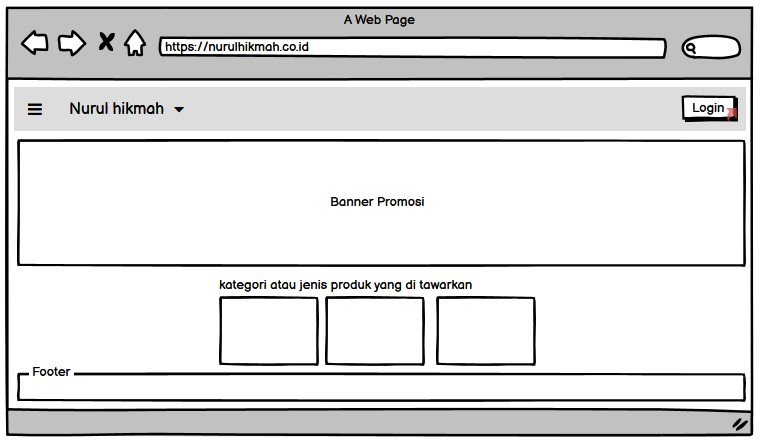 A Web Page
https://nurulhikmah.co.id
Nurul hikmah
Login
Banner Promosi
kategori atau jenis produk yang di tawarkan
Footer